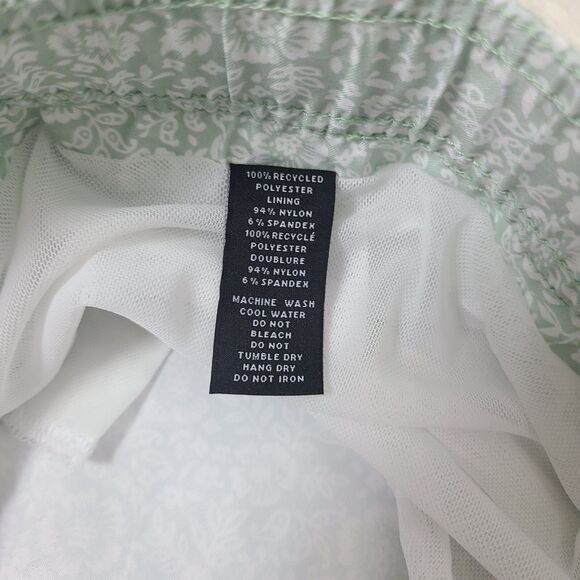 100% RECYCLED
POLYESTER
LINING
94% NYLON
6% SPANDEX
100% RECYCLÉ
POLYESTER
DOUBLURE
94% NYLON
6% SPANDEX
MACHINE WASH
COOL WATER
DO NOT
BLEACH
DO NOT
TUMBLE DRY
HANG DRY
DO NOT IRON